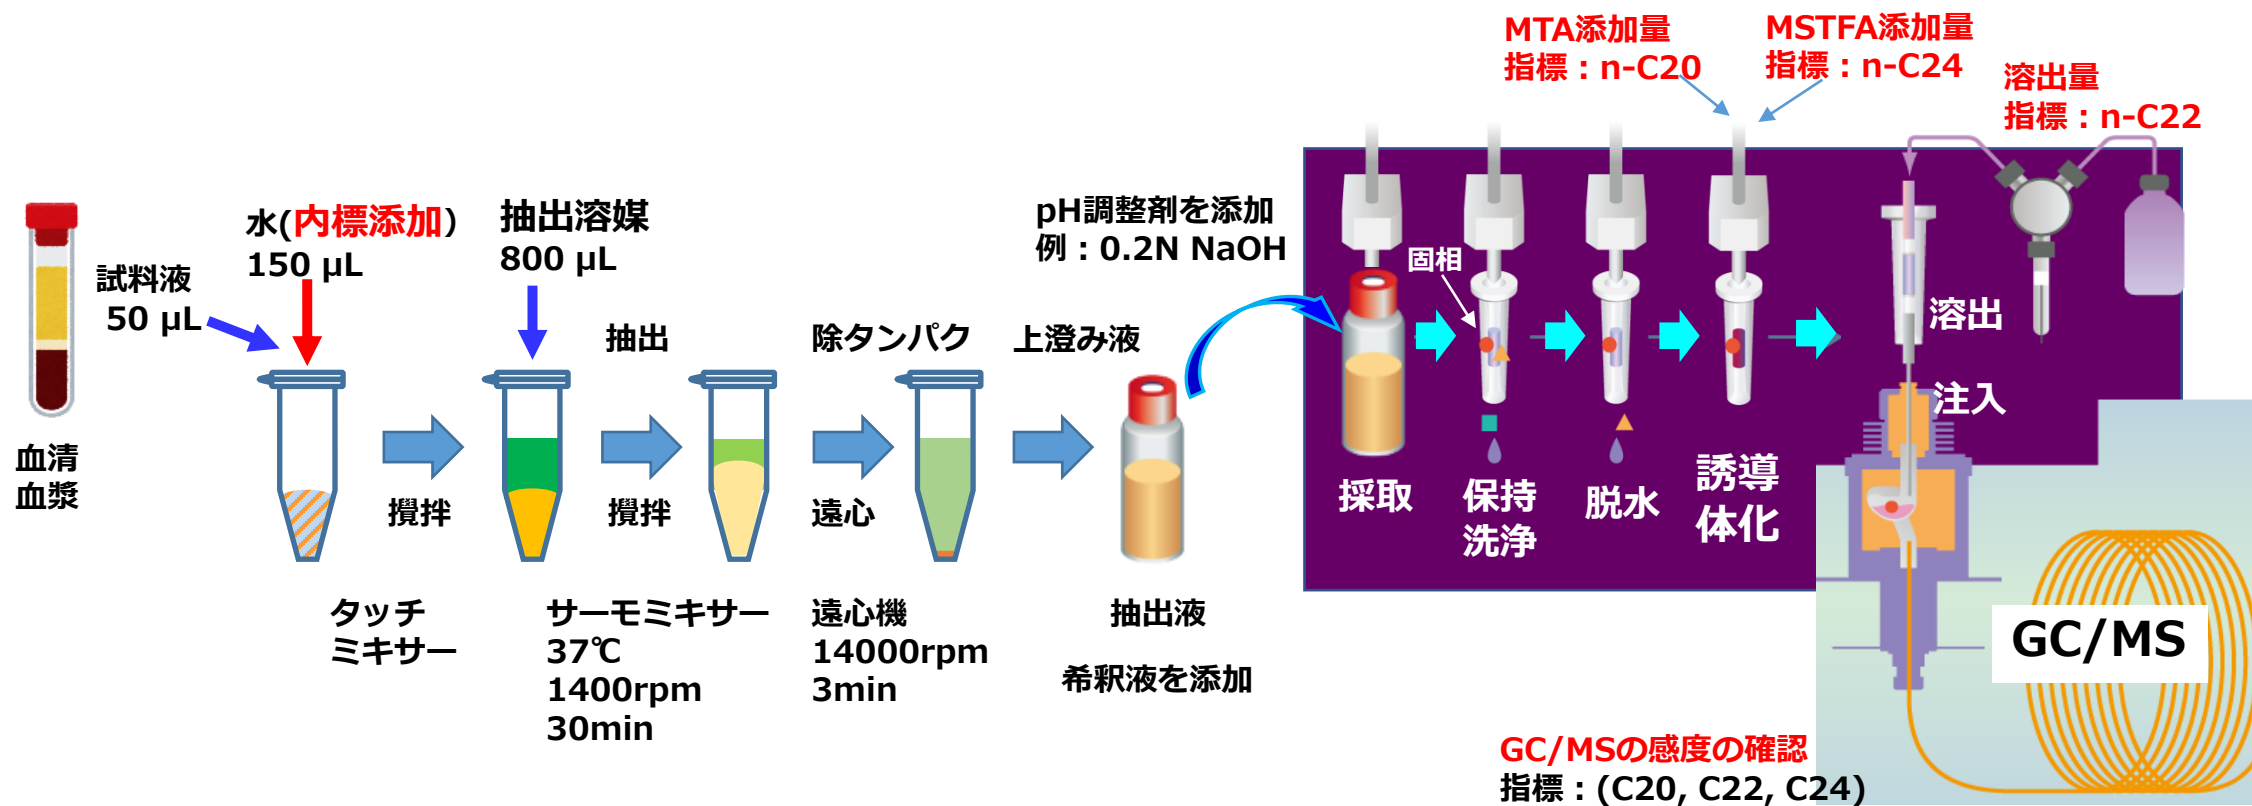 MTA添加量
指標：n-C20
MSTFA添加量
指標：n-C24
溶出量
指標：n-C22
血清
血漿
試料液
50 µL
水(内標添加)
150 µL
抽出溶媒
800 µL
抽出
除タンパク
上澄み液
pH調整剤を添加
例：0.2N NaOH
攪拌
攪拌
遠心
タッチ
ミキサー
サーモミキサー
37℃
1400rpm
30min
遠心機
14000rpm
3min
抽出液
希釈液を添加
固相
採取
保持
洗浄
脱水
誘導
体化
溶出
注入
GC/MS
GC/MSの感度の確認
指標：(C20, C22, C24)